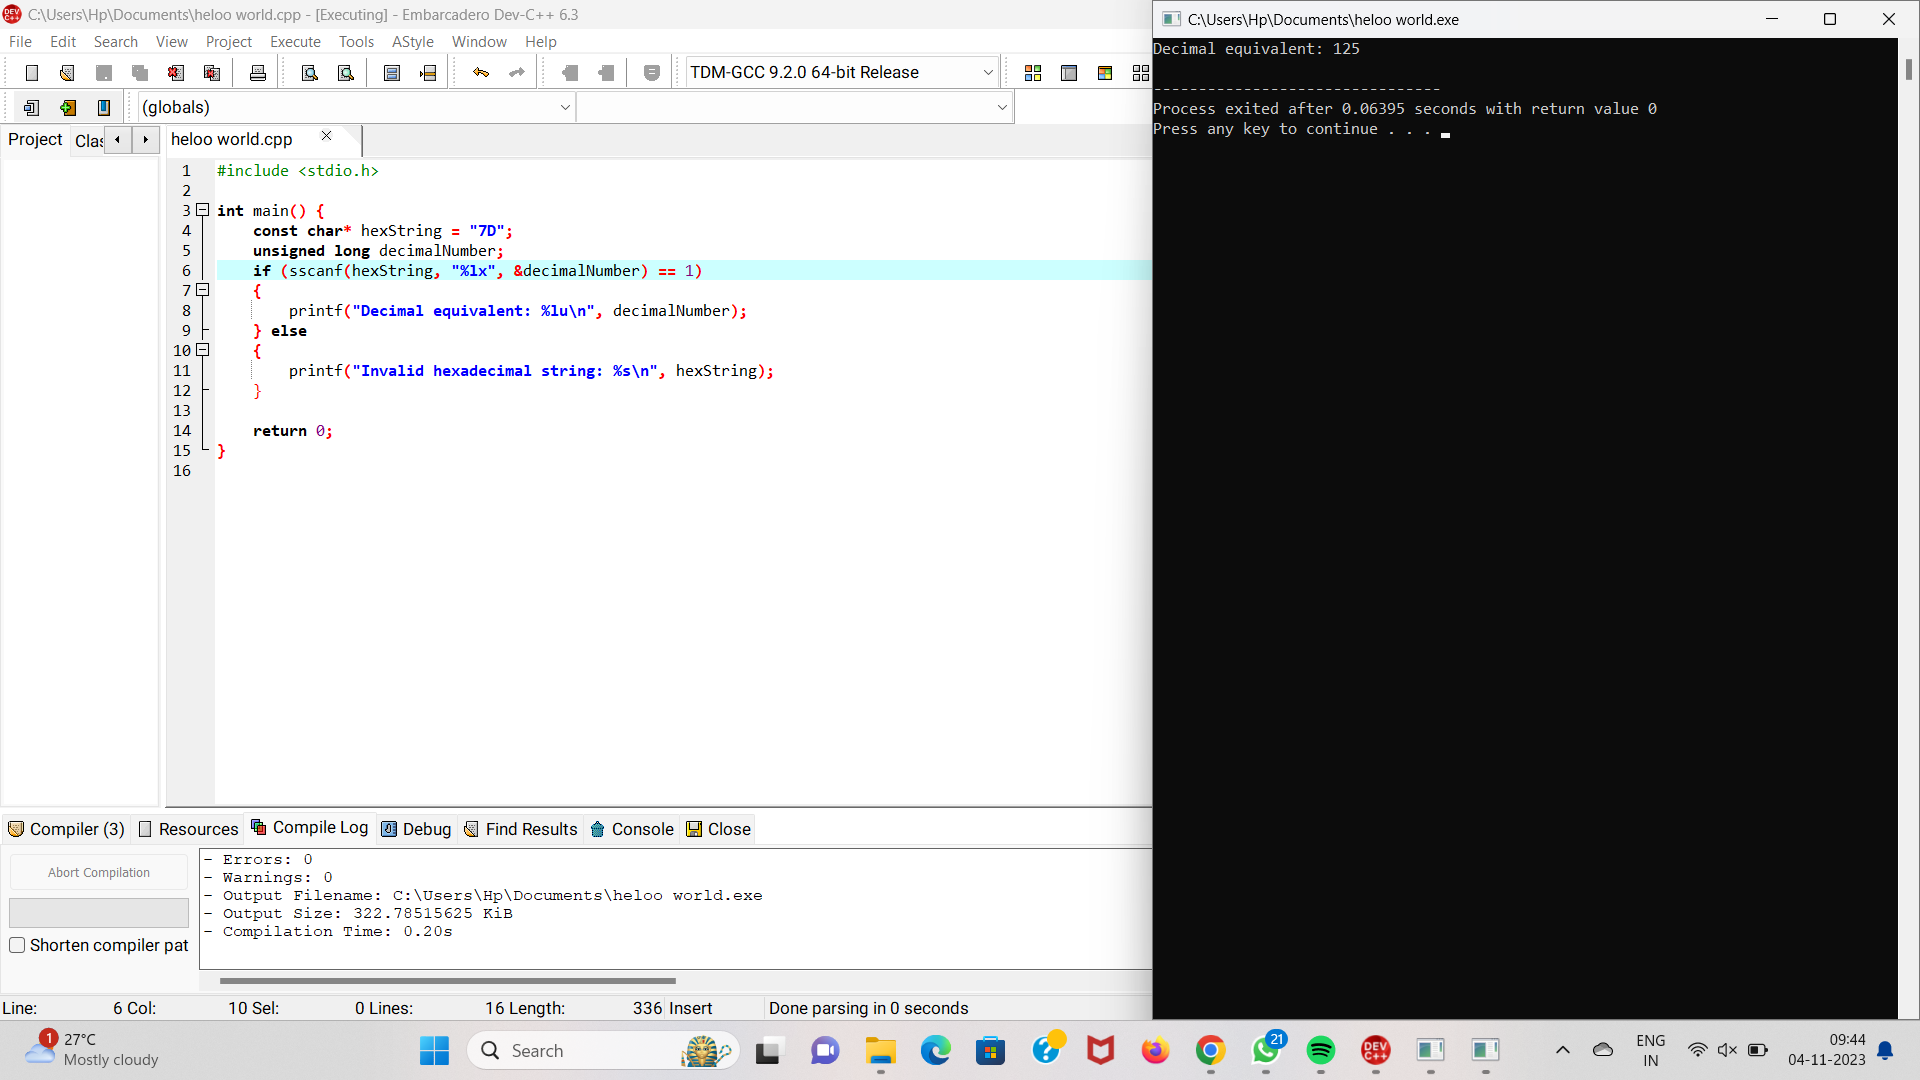 C:\Users\Hp\Documents\heloo world.cpp - [Executing] - Embarcadero Dev-C++ 6.3
File Edit Search View Project Execute Tools AStyle Window Help
TDM-GCC 9.2.0 64-bit Release
(globals)
Project Clas
heloo world.cpp
1 #include <stdio.h>
2
3 int main() {
4 const char* hexString = "7D";
5 unsigned long decimalNumber;
6 if (sscanf(hexString, "%lx", &decimalNumber) == 1)
7 {
8 printf("Decimal equivalent: %lu\n", decimalNumber);
9 } else
10 {
11 printf("Invalid hexadecimal string: %s\n", hexString);
12 }
13
14 return 0;
15 }
16
Compiler (3) Resources Compile Log Debug Find Results Console Close
Abort Compilation
Shorten compiler pat
- Errors: 0
- Warnings: 0
- Output Filename: C:\Users\Hp\Documents\heloo world.exe
- Output Size: 322.78515625 KiB
- Compilation Time: 0.20s
Line: 6 Col: 10 Sel: 0 Lines: 16 Length: 336 Insert Done parsing in 0 seconds
C:\Users\Hp\Documents\heloo world.exe
Decimal equivalent: 125
--------------------------------
Process exited after 0.06395 seconds with return value 0
Press any key to continue . . .
1
27°C
Mostly cloudy
Search
21
DEV
C++
ENG
IN
09:44
04-11-2023